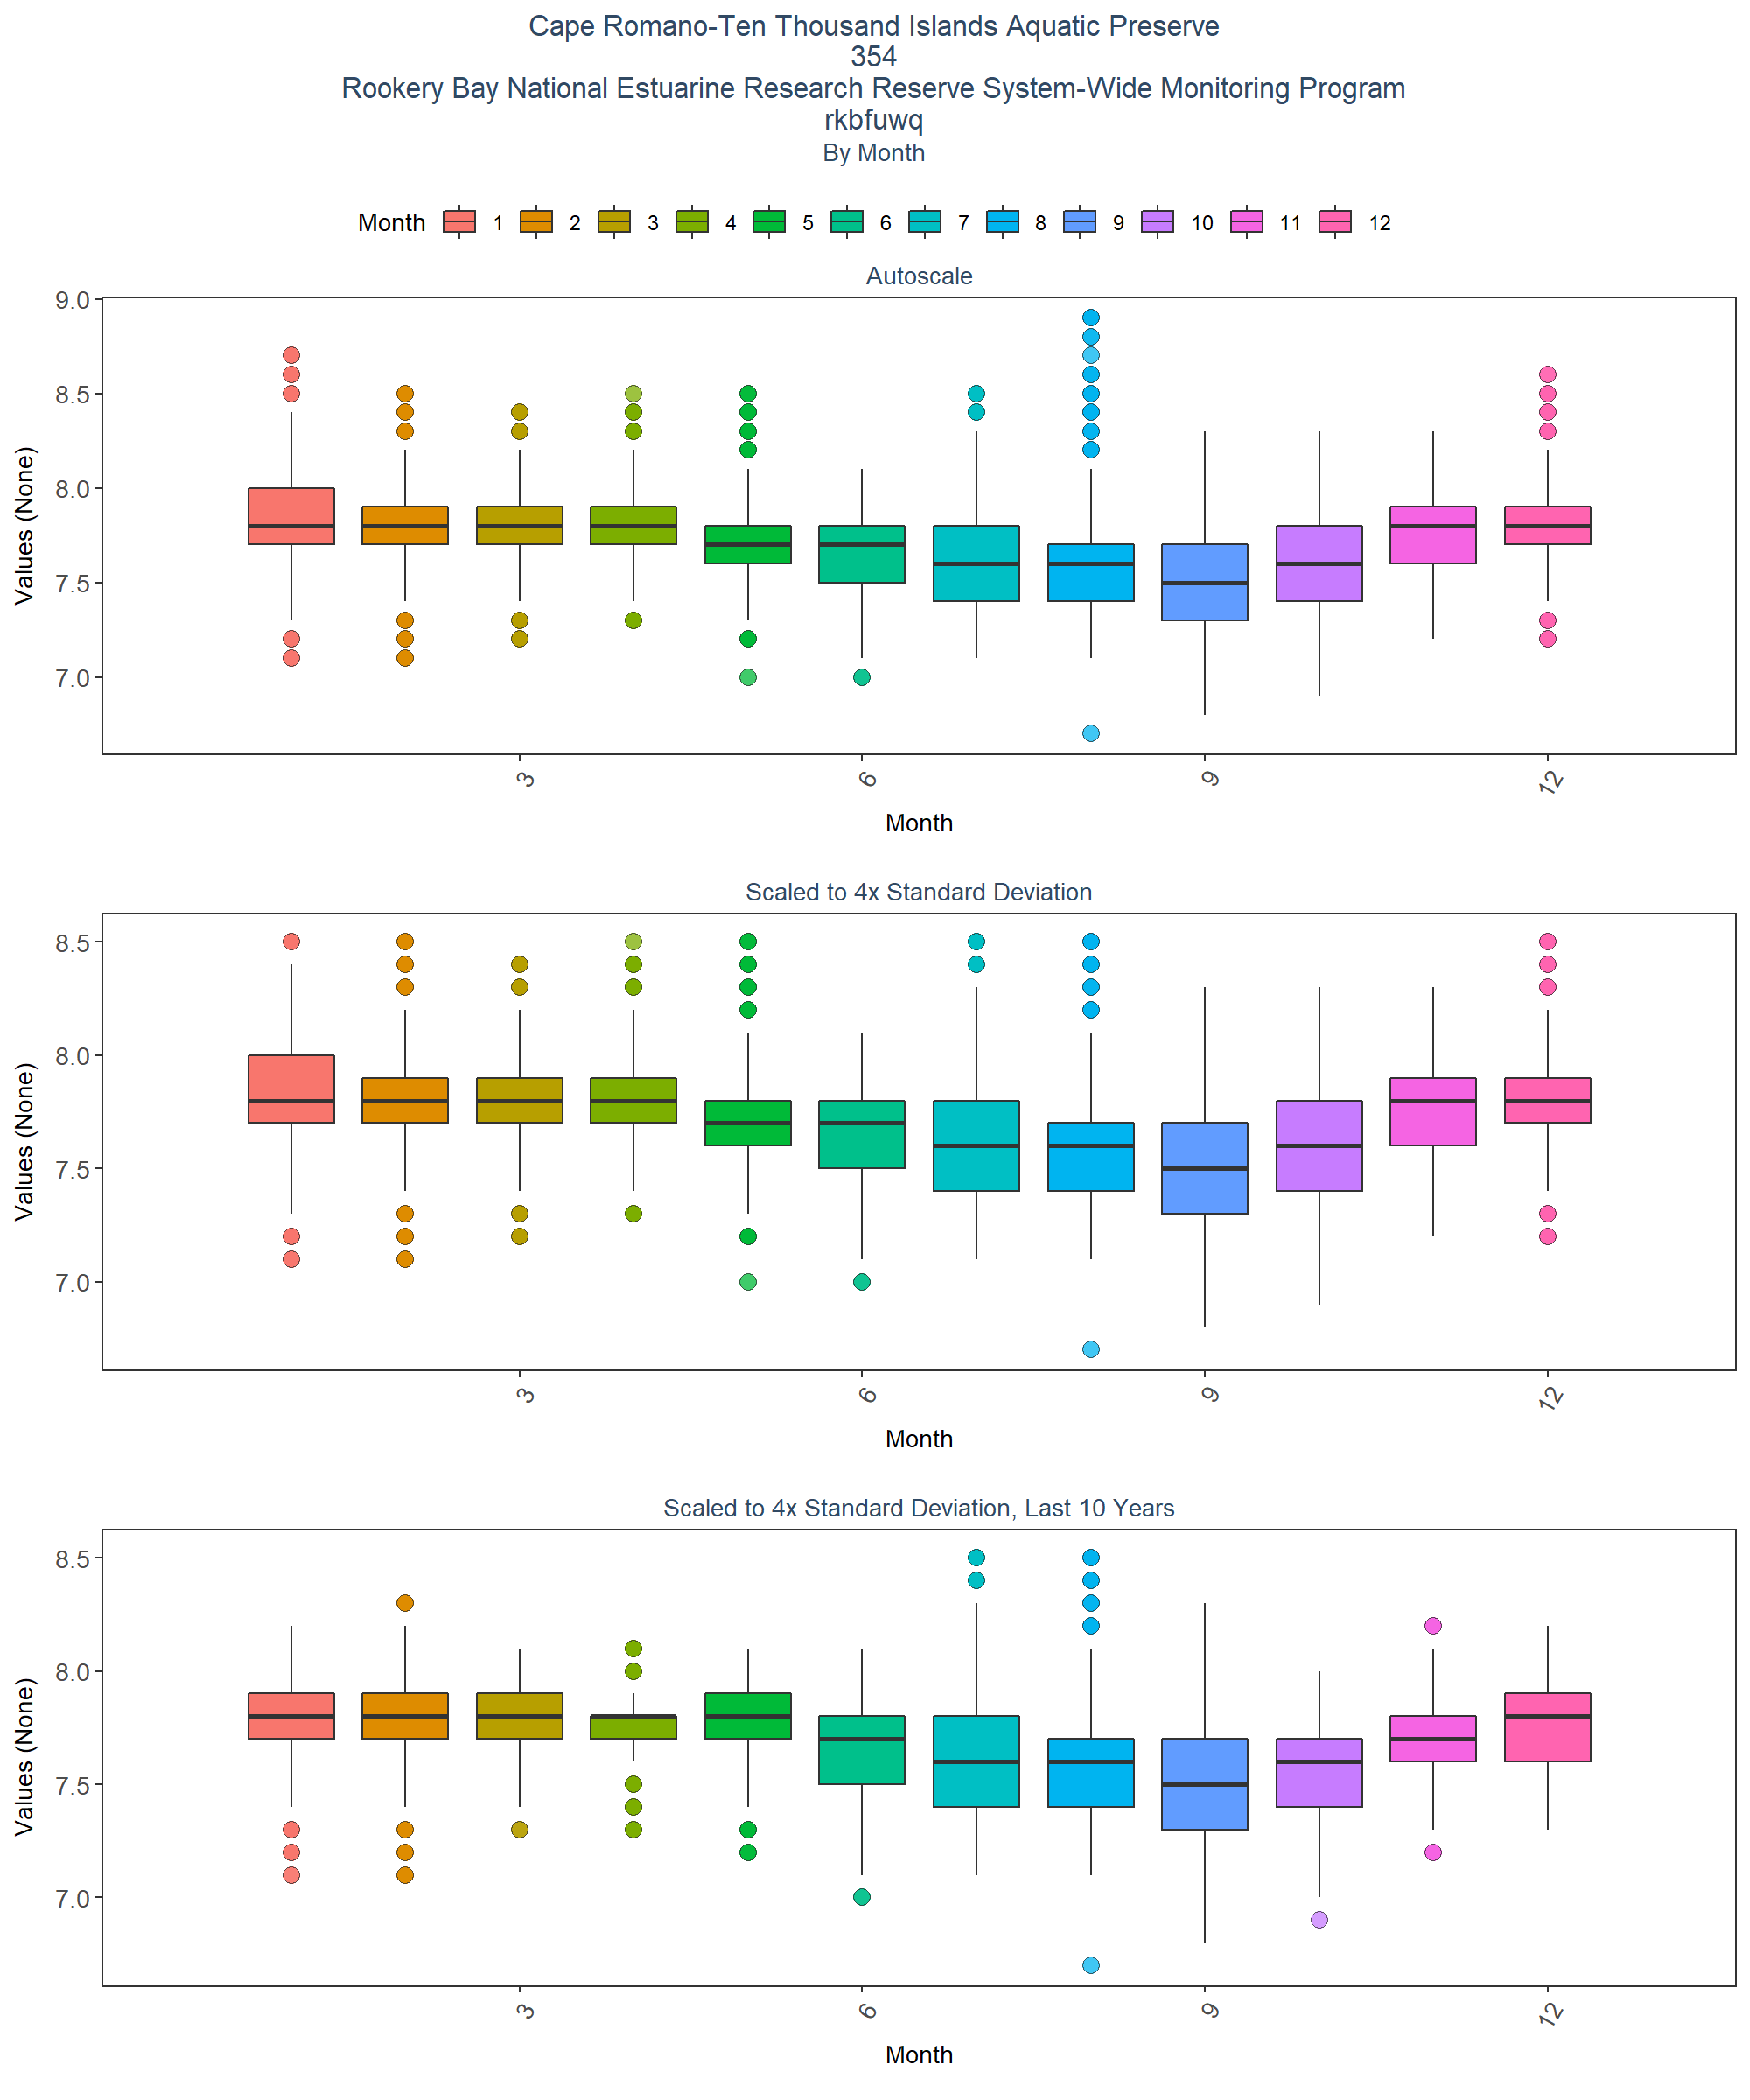 Cape Romano-Ten Thousand Islands Aquatic Preserve
354
Rookery Bay National Estuarine Research Reserve System-Wide Monitoring Program
rkbfuwq
By Month
Month 1 2 3 4 5 6 7 8 9 10 11 12
Autoscale
Values (None)
9.0
8.5
8.0
7.5
7.0
3 6 9 12
Month
Scaled to 4x Standard Deviation
Values (None)
8.5
8.0
7.5
7.0
3 6 9 12
Month
Scaled to 4x Standard Deviation, Last 10 Years
Values (None)
8.5
8.0
7.5
7.0
3 6 9 12
Month